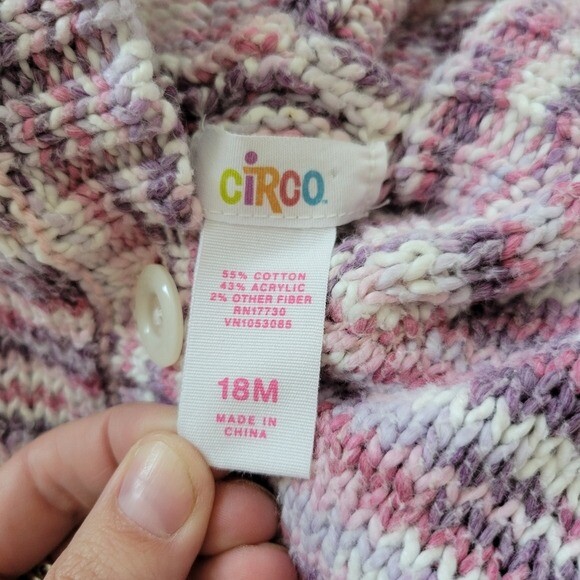 CiRCO.
55% COTTON
43% ACRYLIC
2% OTHER FIBER
RN17730
VN1053085
18M
MADE IN
CHINA